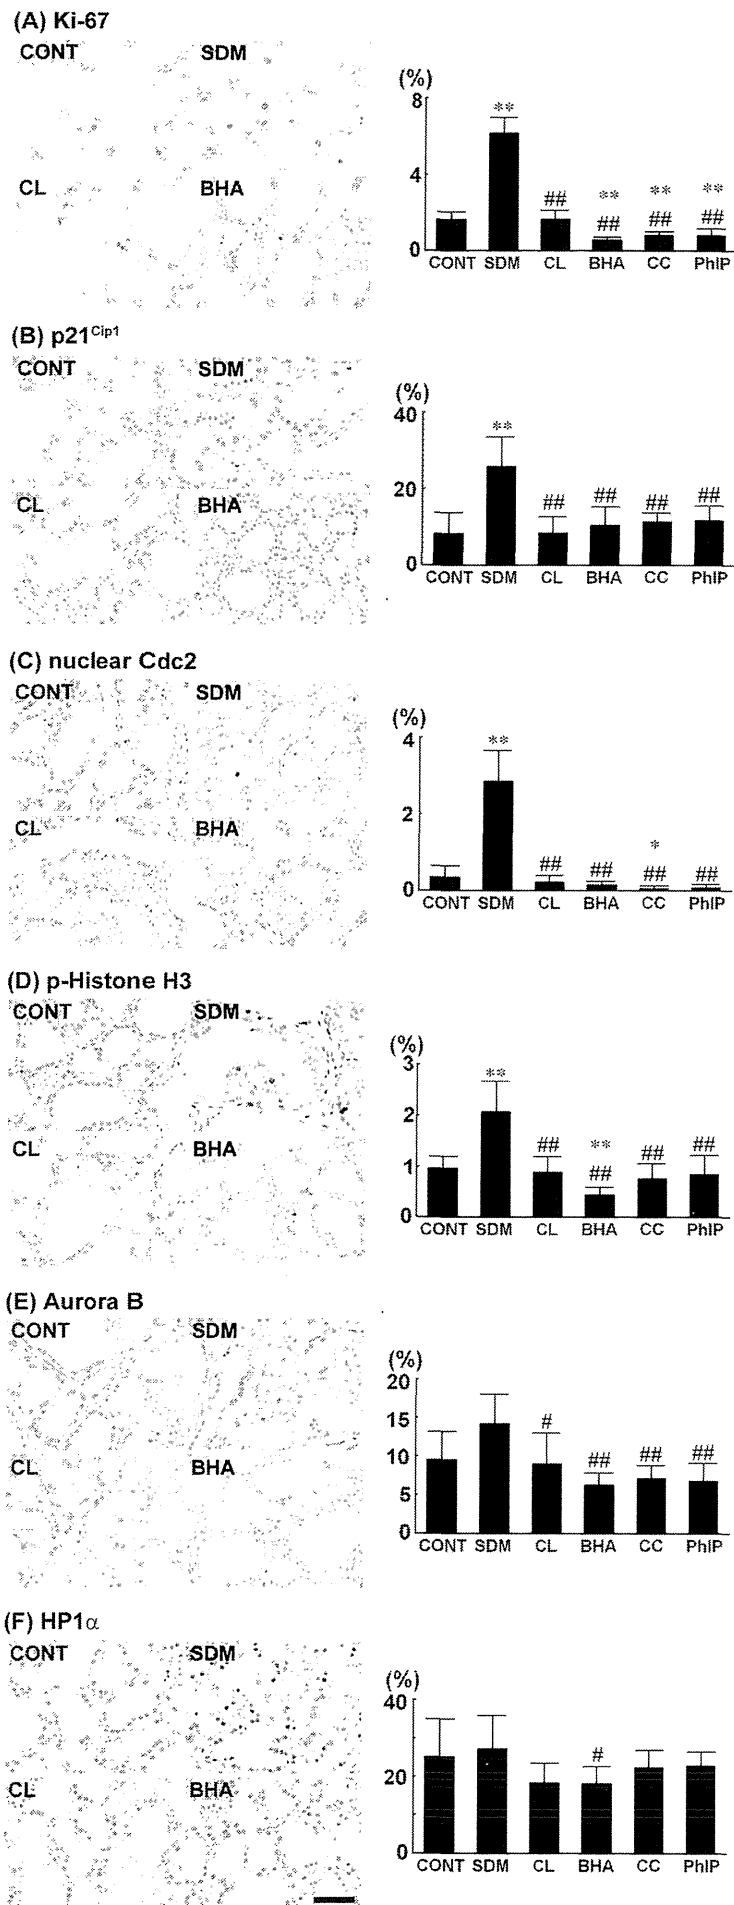 (A) Ki-67
CONT SDM
CL BHA
(%)
8
4
0
**
##
**
##
**
##
**
##
CONT SDM CL BHA CC PhIP
(B) p21Cip1
CONT SDM
CL BHA
(%)
40
20
0
**
## ## ## ##
CONT SDM CL BHA CC PhIP
(C) nuclear Cdc2
CONT SDM
CL BHA
(%)
4
2
0
**
*
## ## ## ##
CONT SDM CL BHA CC PhIP
(D) p-Histone H3
CONT SDM
CL BHA
(%)
3
2
1
0
**
##
**
##
## ##
CONT SDM CL BHA CC PhIP
(E) Aurora B
CONT SDM
CL BHA
(%)
20
15
10
5
0
# ## ## ##
CONT SDM CL BHA CC PhIP
(F) HP1α
CONT SDM
CL BHA
(%)
40
20
0
#
CONT SDM CL BHA CC PhIP